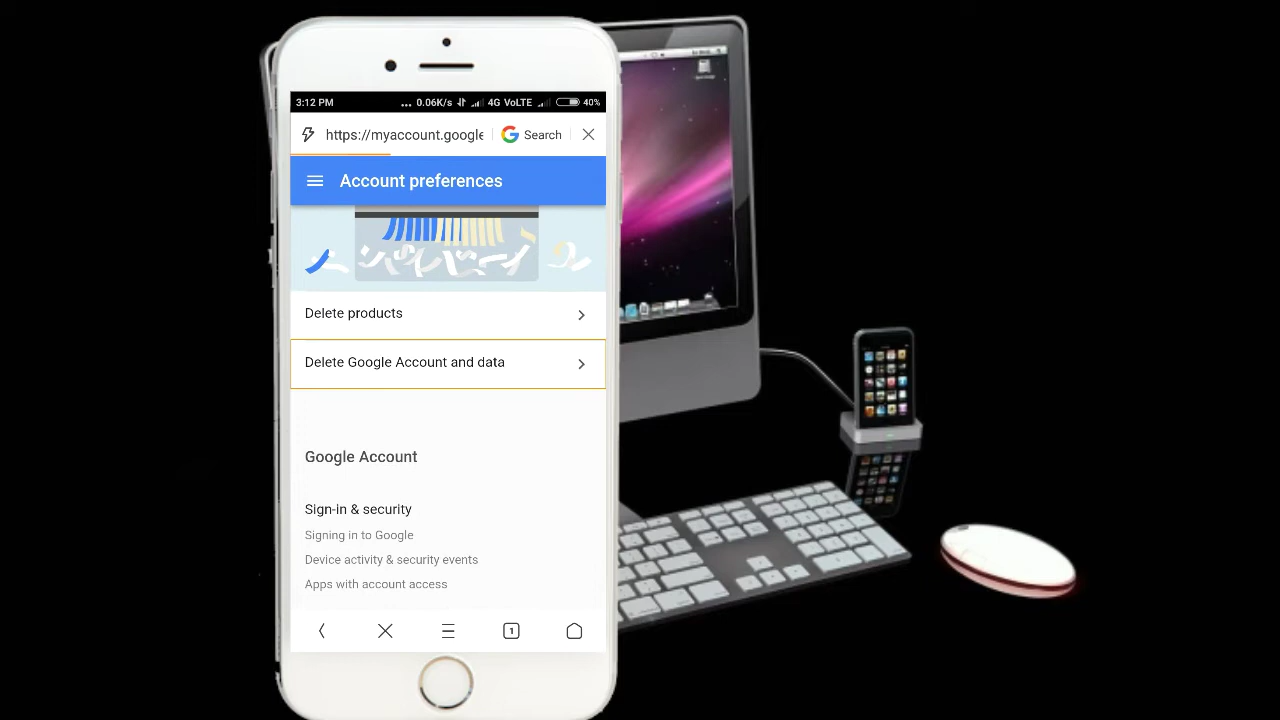 3:12 PM ... 0.06K/s 4G VoLTE 40%
https://myaccount.google Search
Account preferences
Delete products
Delete Google Account and data
Google Account
Sign-in & security
Signing in to Google
Device activity & security events
Apps with account access
1